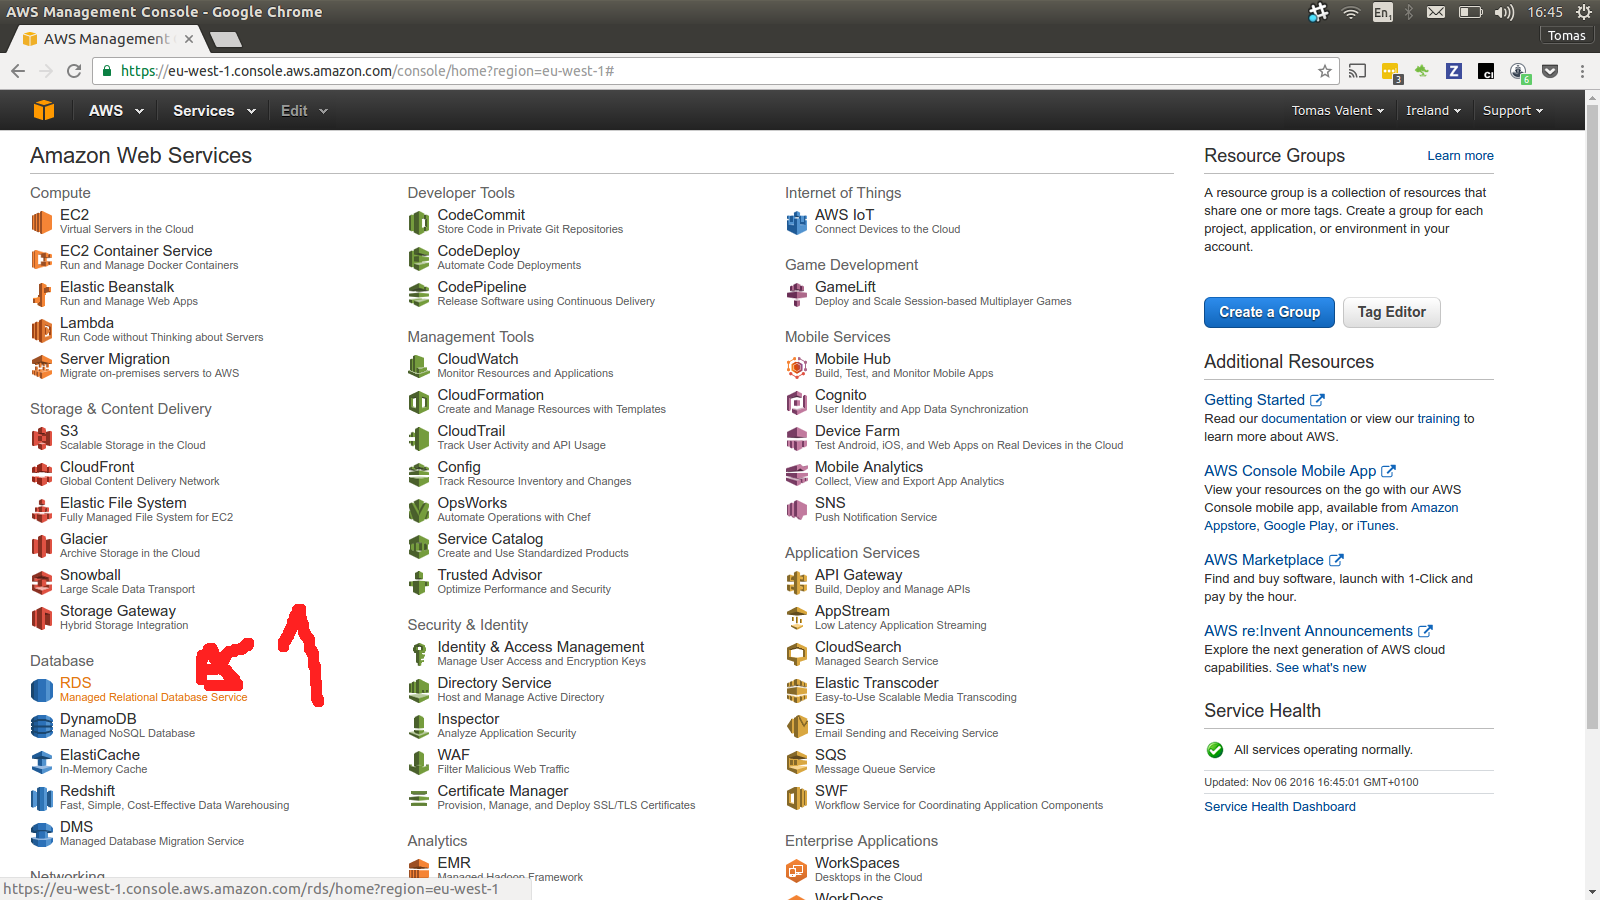 AWS Management Console - Google Chrome
En1
16:45
AWS Management
Tomas
https://eu-west-1.console.aws.amazon.com/console/home?region=eu-west-1#
3
Z
6
AWS
Services
Edit
Tomas Valent
Ireland
Support
Amazon Web Services
Compute
EC2
Virtual Servers in the Cloud
EC2 Container Service
Run and Manage Docker Containers
Elastic Beanstalk
Run and Manage Web Apps
Lambda
Run Code without Thinking about Servers
Server Migration
Migrate on-premises servers to AWS
Storage & Content Delivery
S3
Scalable Storage in the Cloud
CloudFront
Global Content Delivery Network
Elastic File System
Fully Managed File System for EC2
Glacier
Archive Storage in the Cloud
Snowball
Large Scale Data Transport
Storage Gateway
Hybrid Storage Integration
1
Database
RDS
Managed Relational Database Service
DynamoDB
Managed NoSQL Database
ElastiCache
In-Memory Cache
Redshift
Fast, Simple, Cost-Effective Data Warehousing
DMS
Managed Database Migration Service
Networking
https://eu-west-1.console.aws.amazon.com/rds/home?region=eu-west-1
Developer Tools
CodeCommit
Store Code in Private Git Repositories
CodeDeploy
Automate Code Deployments
CodePipeline
Release Software using Continuous Delivery
Management Tools
CloudWatch
Monitor Resources and Applications
CloudFormation
Create and Manage Resources with Templates
CloudTrail
Track User Activity and API Usage
Config
Track Resource Inventory and Changes
OpsWorks
Automate Operations with Chef
Service Catalog
Create and Use Standardized Products
Trusted Advisor
Optimize Performance and Security
Security & Identity
Identity & Access Management
Manage User Access and Encryption Keys
Directory Service
Host and Manage Active Directory
Inspector
Analyze Application Security
WAF
Filter Malicious Web Traffic
Certificate Manager
Provision, Manage, and Deploy SSL/TLS Certificates
Analytics
EMR
Managed Hadoop Framework
Internet of Things
AWS IoT
Connect Devices to the Cloud
Game Development
GameLift
Deploy and Scale Session-based Multiplayer Games
Mobile Services
Mobile Hub
Build, Test, and Monitor Mobile Apps
Cognito
User Identity and App Data Synchronization
Device Farm
Test Android, iOS, and Web Apps on Real Devices in the Cloud
Mobile Analytics
Collect, View and Export App Analytics
SNS
Push Notification Service
Application Services
API Gateway
Build, Deploy and Manage APIs
AppStream
Low Latency Application Streaming
CloudSearch
Managed Search Service
Elastic Transcoder
Easy-to-Use Scalable Media Transcoding
SES
Email Sending and Receiving Service
SQS
Message Queue Service
SWF
Workflow Service for Coordinating Application Components
Enterprise Applications
WorkSpaces
Desktops in the Cloud
WorkDocs
Resource Groups
Learn more
A resource group is a collection of resources that
share one or more tags. Create a group for each
project, application, or environment in your
account.
Create a Group
Tag Editor
Additional Resources
Getting Started
Read our documentation or view our training to
learn more about AWS.
AWS Console Mobile App
View your resources on the go with our AWS
Console mobile app, available from Amazon
Appstore, Google Play, or iTunes.
AWS Marketplace
Find and buy software, launch with 1-Click and
pay by the hour.
AWS re:Invent Announcements
Explore the next generation of AWS cloud
capabilities. See what's new
Service Health
All services operating normally.
Updated: Nov 06 2016 16:45:01 GMT+0100
Service Health Dashboard